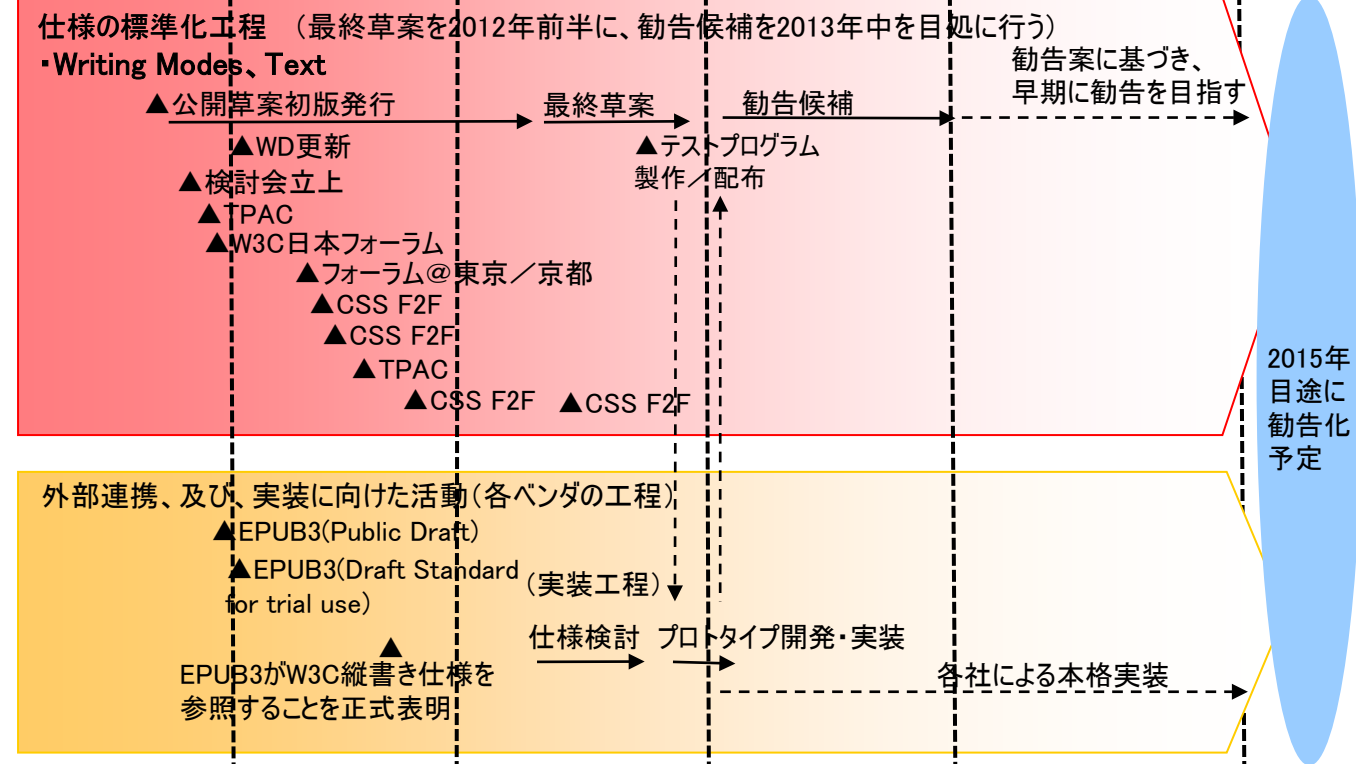 仕様の標準化工程 （最終草案を2012年前半に、勧告候補を2013年中を目処に行う）
・Writing Modes、Text
勧告案に基づき、
早期に勧告を目指す
▲公開草案初版発行
最終草案
勧告候補
▲WD更新
▲テストプログラム
製作／配布
▲検討会立上
▲TPAC
▲W3C日本フォーラム
▲フォーラム＠東京／京都
▲CSS F2F
▲CSS F2F
▲TPAC
▲CSS F2F
▲CSS F2F
2015年
目途に
勧告化
予定
外部連携、及び、実装に向けた活動（各ベンダの工程）
▲EPUB3(Public Draft)
▲EPUB3(Draft Standard
for trial use)
（実装工程）
仕様検討
プロトタイプ開発・実装
▲
EPUB3がW3C縦書き仕様を
参照することを正式表明
各社による本格実装